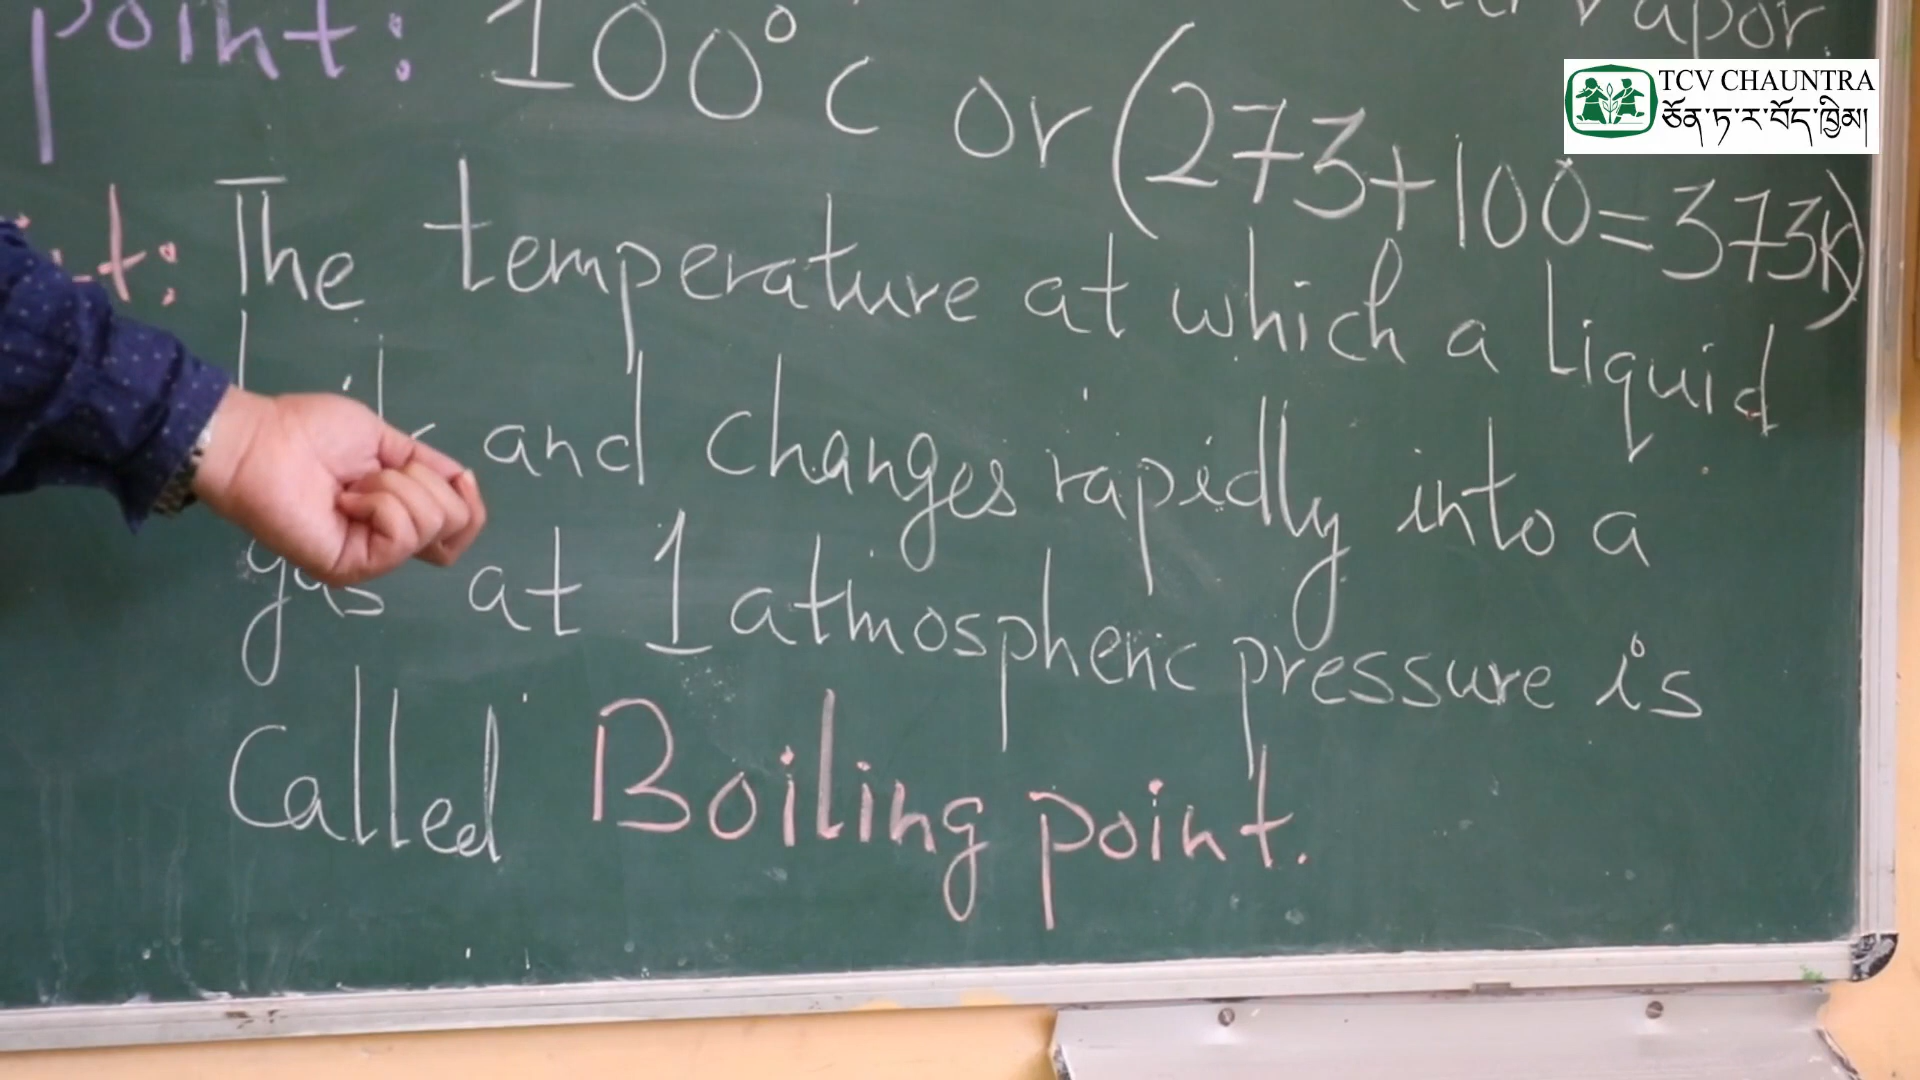 vapor.
point: 100°C or (273+100=373K)
The temperature at which a liquid
and changes rapidly into a
gas at 1 atmospheric pressure is
Called Boiling point.
TCV CHAUNTRA
ཅོན་ཏ་ར་བོད་ཁྱིམ།